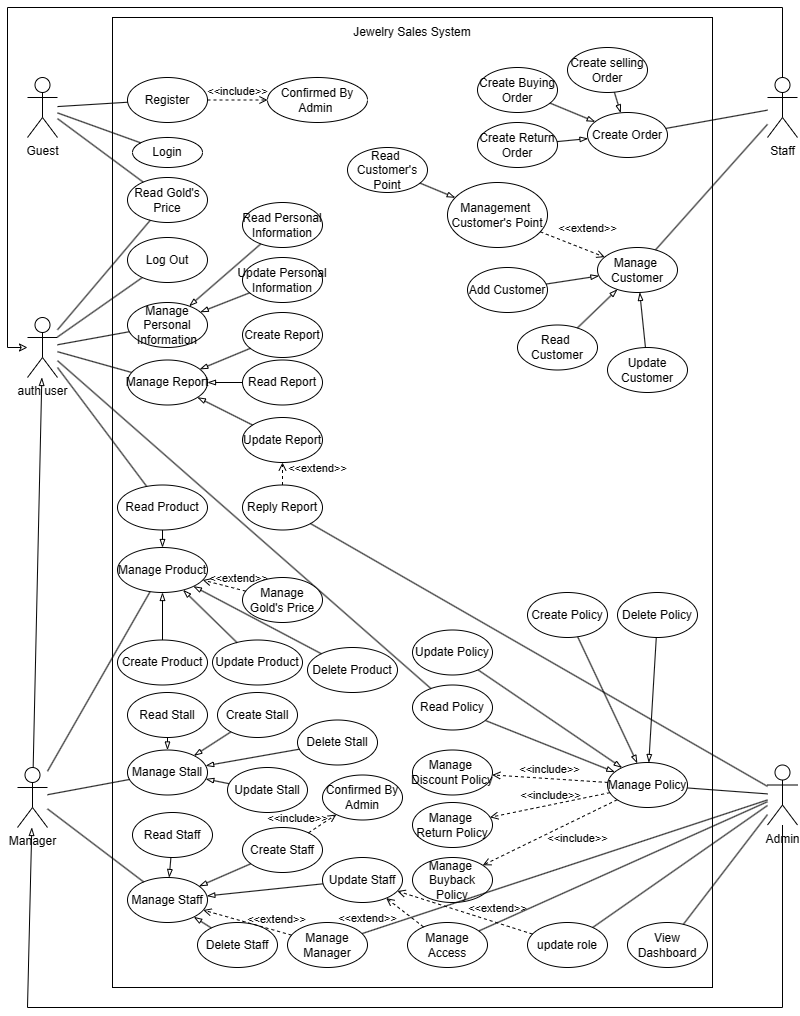 Jewelry Sales System
Guest
Register
<<include>>
Confirmed By
Admin
Create Buying
Order
Create selling
Order
Create Return
Order
Create Order
Staff
Login
Read Gold's
Price
Read
Customer's
Point
Management
Customer's Point
<<extend>>
Manage
Customer
Add Customer
Read
Customer
Update
Customer
Log Out
Read Personal
Information
Update Personal
Information
Manage
Personal
Information
auth user
Create Report
Manage Report
Read Report
Update Report
<<extend>>
Reply Report
Read Product
Manage Product
<<extend>>
Manage
Gold's Price
Create Product
Update Product
Delete Product
Create Policy
Delete Policy
Update Policy
Read Policy
Manage Policy
Manage
Discount Policy
<<include>>
Manage
Return Policy
<<include>>
Manage
Buyback
Policy
<<include>>
Read Stall
Create Stall
Delete Stall
Manage Stall
Update Stall
Manager
Admin
Confirmed By
Admin
<<include>>
Read Staff
Create Staff
Update Staff
Manage Staff
Delete Staff
<<extend>>
Manage
Manager
<<extend>>
Manage
Access
<<extend>>
update role
View
Dashboard